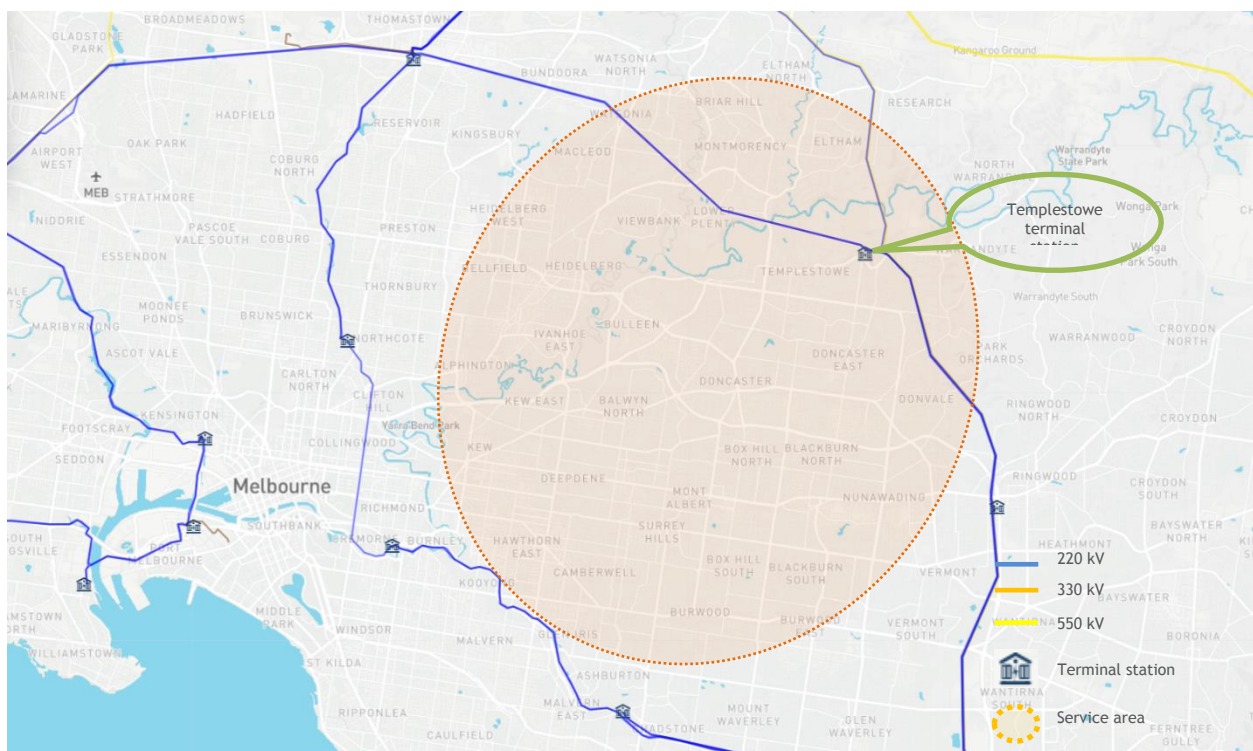 BROADMEADOWS
THOMASTOWN
GLADSTONE
PARK
WATSONIA
NORTH
ELTHAM
NORTH
Kangaroo Ground
BUNDOORA
BRIAR HILL
RESEARCH
HADFIELD
RESERVOIR
WATSONIA
KINGSBURY
AIRPORT
WEST
OAK PARK
COBURG
NORTH
MACLEOD
MONTMORENCY
ELTHAM
Warrandyte
State Park
NORTH
MEB
STRATHMORE
NIDDRIE
PASCOE
VALE SOUTH
COBURG
PRESTON
HEIDELBERG
WEST
VIEWBANK
LOWER
Templestowe
terminal
Wonga Park
ESSENDON
HEIDELBERG
TEMPLESTOWE
Park South
THORNBURY
Warrandyte South
MOONEE
PONDS
BRUNSWICK
BULLEEN
MARIBYRNONG
ASCOT VALE
NORTHCOTE
IVANHOE
EAST
WARRANWOOD
CROYDON
NORTH
PARK
ORCHARDS
ALPHINGTON
DONCASTER
EAST
CARLTON
NORTH
CLIFTON
HILL
DONCASTER
KEW EAST
BALWYN
NORTH
DONVALE
RINGWOOD
NORTH
CROYDON
KENSINGTON
FOOTSCRAY
Yarra Bend Park
COLLINGWOOD
KEW
BOX HILL
NORTH
BLACKBURN
NORTH
SEDDON
DEEPDENE
RINGWOOD
CROYDON
SOUTH
Melbourne
MONT
ALBERT
NUNAWADING
RICHMOND
SOUTHBANK
BURNLEY
HAWTHORN
EAST
SURREY
HILLS
BAYSWATER
NORTH
HEATHMONT
PORT
MELBOURNE
CAMBERWELL
BOX HILL
SOUTH
BLACKBURN
SOUTH
VERMONT
220 kV
KOOYONG
330 kV
BAYSWATER
MIDDLE
PARK
BURWOOD
WINDSOR
MALVERN
VERMONT
SOUTH
550 kV
BORONIA
WILLIAMSTOWN
ST KILDA
ASHBURTON
Terminal station
WANTIRNA
RIPPONLEA
MALVERN
EAST
MOUNT
WAVERLEY
GLEN
WAVERLEY
Service area
CAULFIELD
FERNTREE
GULLY